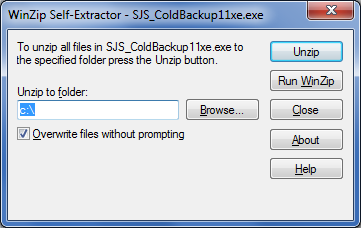 WinZip Self-Extractor - SJS_ColdBackup11xe.exe
To unzip all files in SJS_ColdBackup11xe.exe to
the specified folder press the Unzip button.
Unzip
Run WinZip
Unzip to folder:
c:\
Browse...
Close
Overwrite files without prompting
About
Help